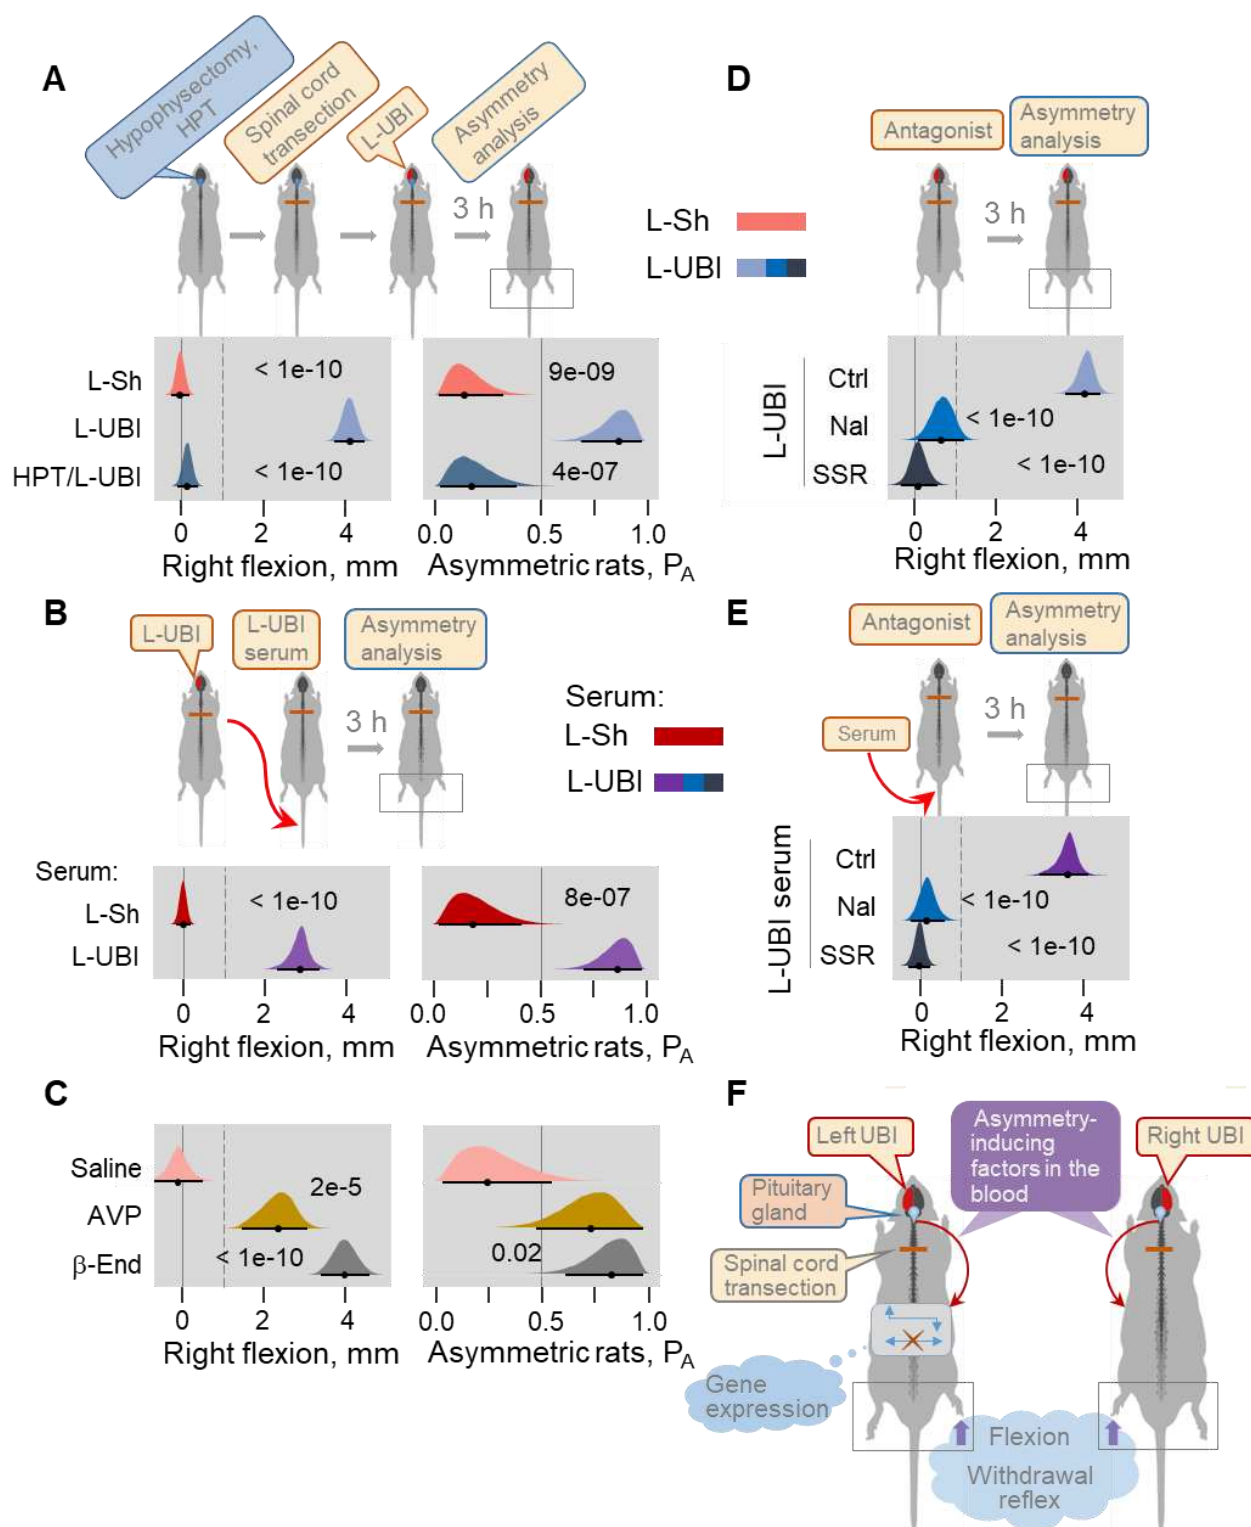 A
Hypophysectomy,
HPT
Spinal cord
transection
L-UBI
Asymmetry
analysis
3 h
L-Sh
L-UBI
HPT/L-UBI
< 1e-10
< 1e-10
0
2
4
Right flexion, mm
9e-09
4e-07
0.0
0.5
1.0
Asymmetric rats, PA
L-Sh
L-UBI
D
Antagonist
Asymmetry
analysis
3 h
L-UBI
Ctrl
Nal
SSR
< 1e-10
< 1e-10
0
2
4
Right flexion, mm
B
L-UBI
L-UBI
serum
Asymmetry
analysis
3 h
Serum:
L-Sh
L-UBI
Serum:
L-Sh
L-UBI
< 1e-10
0
2
4
Right flexion, mm
8e-07
0.0
0.5
1.0
Asymmetric rats, PA
E
Antagonist
Asymmetry
analysis
Serum
3 h
L-UBI serum
Ctrl
Nal
SSR
< 1e-10
< 1e-10
0
2
4
Right flexion, mm
C
Saline
AVP
β-End
2e-5
< 1e-10
0
2
4
Right flexion, mm
0.02
0.0
0.5
1.0
Asymmetric rats, PA
F
Left UBI
Asymmetry-
inducing
factors in the
blood
Right UBI
Pituitary
gland
Spinal cord
transection
Gene
expression
Flexion
Withdrawal
reflex